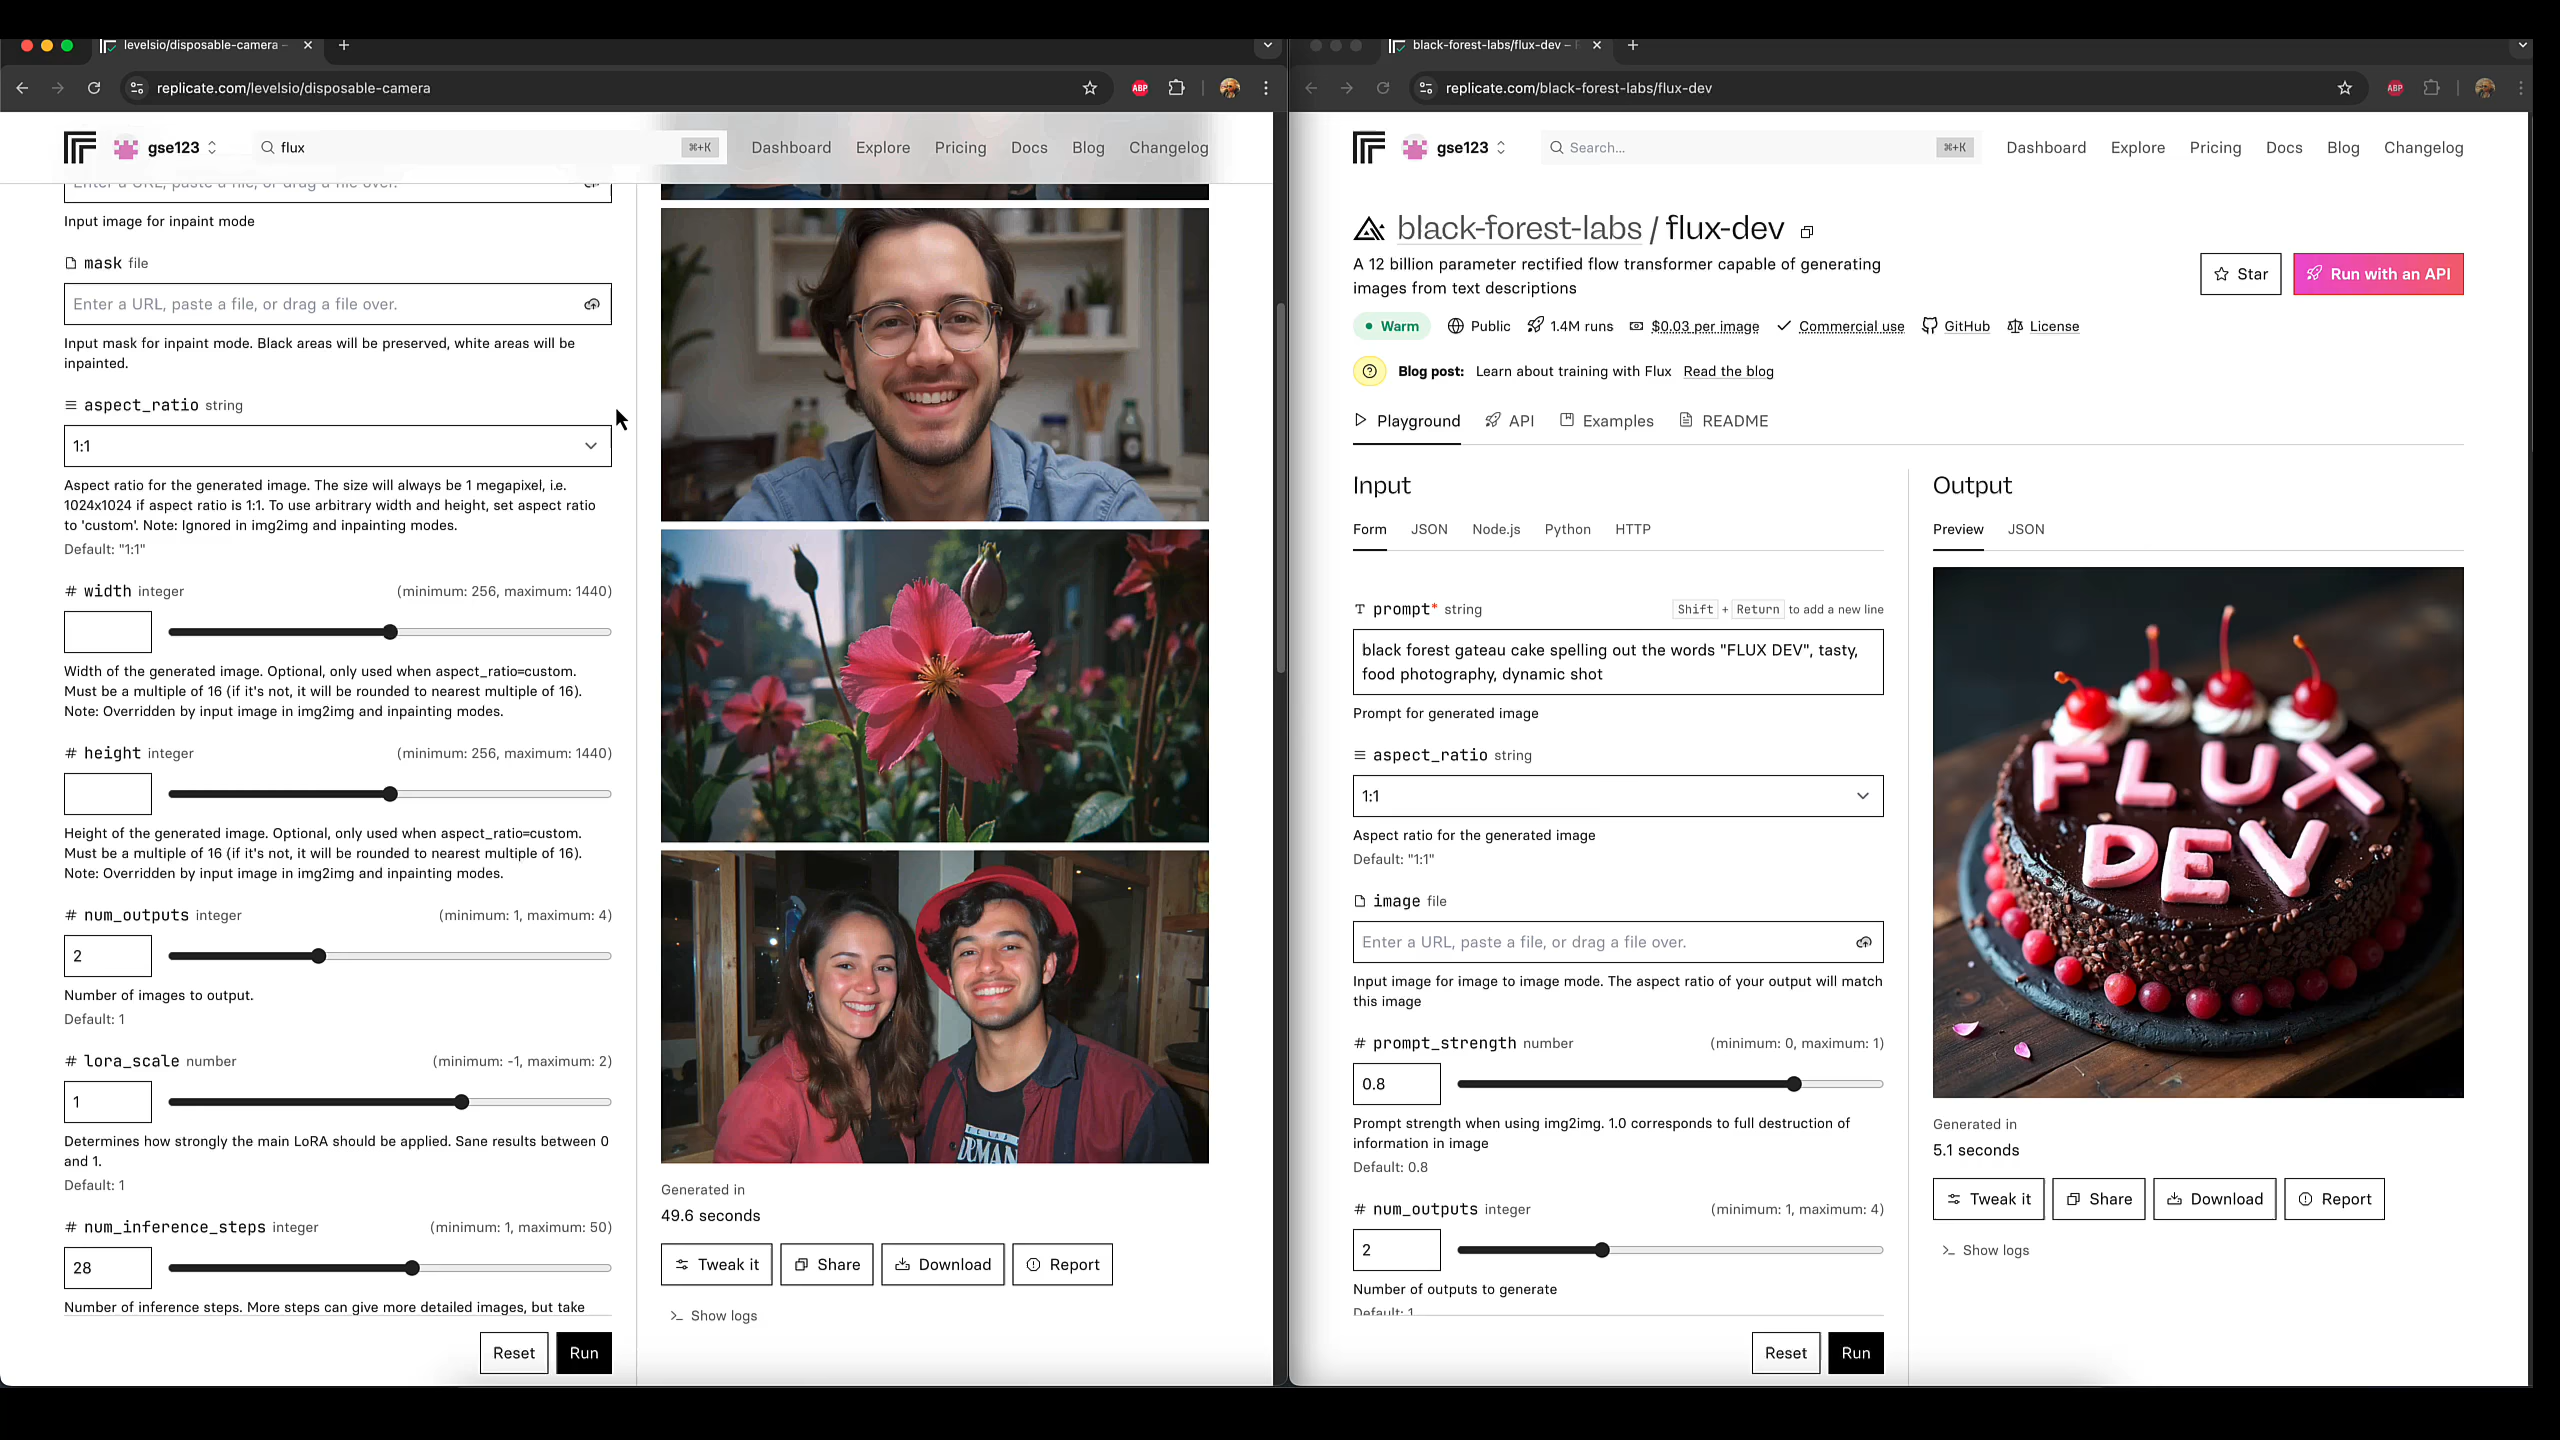 levelsio/disposable-camera –
replicate.com/levelsio/disposable-camera
ABP
gse123
flux
⌘+K
Dashboard
Explore
Pricing
Docs
Blog
Changelog
Enter a URL, paste a file, or drag a file over.
Input image for inpaint mode
mask file
Enter a URL, paste a file, or drag a file over.
Input mask for inpaint mode. Black areas will be preserved, white areas will be
inpainted.
aspect_ratio string
1:1
Aspect ratio for the generated image. The size will always be 1 megapixel, i.e.
1024x1024 if aspect ratio is 1:1. To use arbitrary width and height, set aspect ratio
to 'custom'. Note: Ignored in img2img and inpainting modes.
Default: "1:1"
# width integer (minimum: 256, maximum: 1440)
Width of the generated image. Optional, only used when aspect_ratio=custom.
Must be a multiple of 16 (if it's not, it will be rounded to nearest multiple of 16).
Note: Overridden by input image in img2img and inpainting modes.
# height integer (minimum: 256, maximum: 1440)
Height of the generated image. Optional, only used when aspect_ratio=custom.
Must be a multiple of 16 (if it's not, it will be rounded to nearest multiple of 16).
Note: Overridden by input image in img2img and inpainting modes.
# num_outputs integer (minimum: 1, maximum: 4)
2
Number of images to output.
Default: 1
# lora_scale number (minimum: -1, maximum: 2)
1
Determines how strongly the main LoRA should be applied. Sane results between 0
and 1.
Default: 1
# num_inference_steps integer (minimum: 1, maximum: 50)
28
Number of inference steps. More steps can give more detailed images, but take
Reset
Run
Generated in
49.6 seconds
Tweak it
Share
Download
Report
Show logs
black-forest-labs/flux-dev –
replicate.com/black-forest-labs/flux-dev
ABP
gse123
Search...
⌘+K
Dashboard
Explore
Pricing
Docs
Blog
Changelog
black-forest-labs / flux-dev
A 12 billion parameter rectified flow transformer capable of generating
images from text descriptions
Star
Run with an API
Warm
Public
1.4M runs
$0.03 per image
Commercial use
GitHub
License
Blog post: Learn about training with Flux Read the blog
Playground
API
Examples
README
Input
Form
JSON
Node.js
Python
HTTP
T prompt* string Shift + Return to add a new line
black forest gateau cake spelling out the words "FLUX DEV", tasty,
food photography, dynamic shot
Prompt for generated image
aspect_ratio string
1:1
Aspect ratio for the generated image
Default: "1:1"
image file
Enter a URL, paste a file, or drag a file over.
Input image for image to image mode. The aspect ratio of your output will match
this image
# prompt_strength number (minimum: 0, maximum: 1)
0.8
Prompt strength when using img2img. 1.0 corresponds to full destruction of
information in image
Default: 0.8
# num_outputs integer (minimum: 1, maximum: 4)
2
Number of outputs to generate
Default: 1
Reset
Run
Output
Preview
JSON
FLUX
DEV
Generated in
5.1 seconds
Tweak it
Share
Download
Report
Show logs